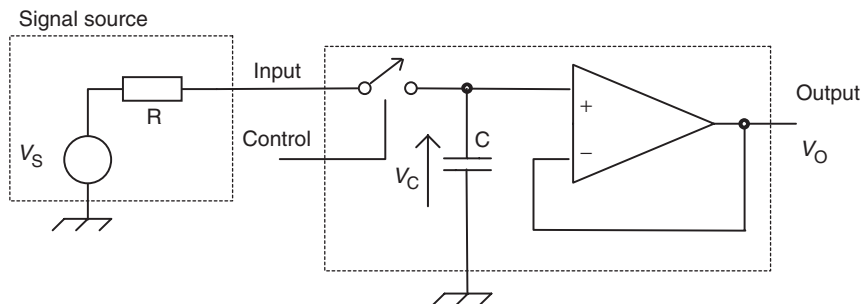 Signal source
Input
R
Control
V_S
V_C
C
+
−
Output
V_O